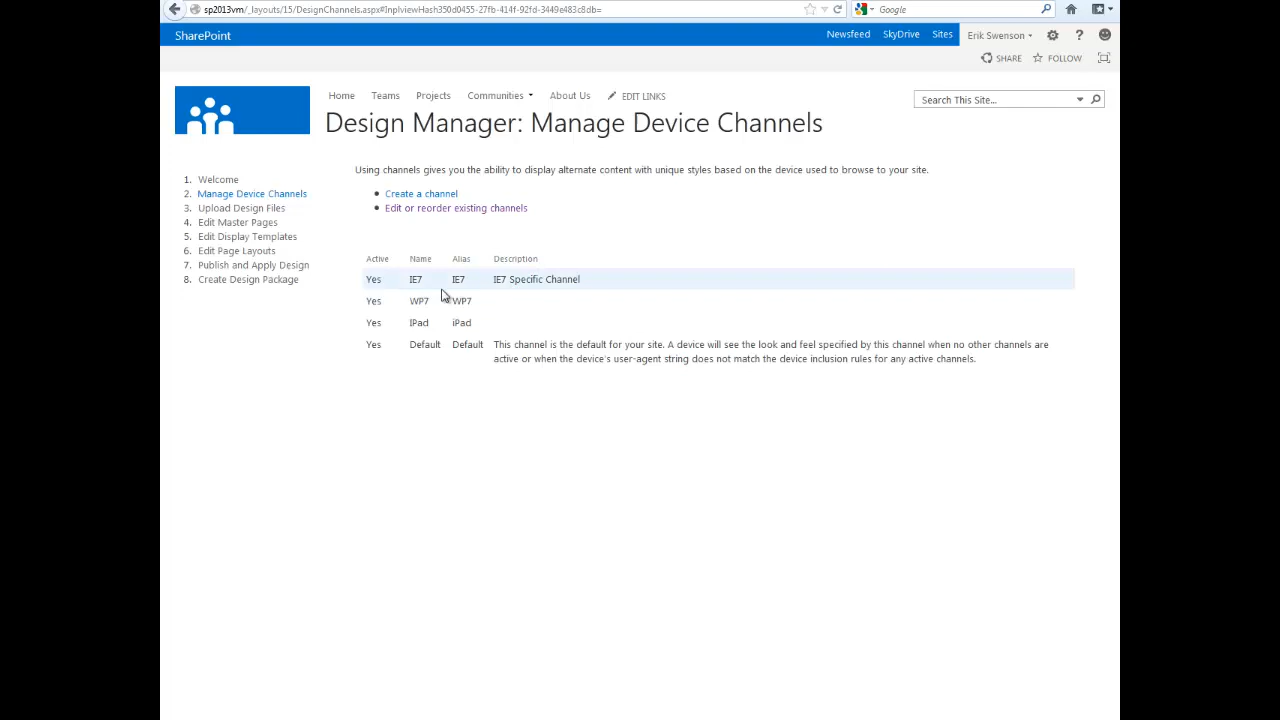 sp2013vm/_layouts/15/DesignChannels.aspx#InplviewHash350d0455-27fb-414f-92fd-3449e483c8db=
Google
SharePoint
Newsfeed SkyDrive Sites Erik Swenson ?
SHARE FOLLOW
Home Teams Projects Communities About Us EDIT LINKS
Search This Site...
Design Manager: Manage Device Channels
1. Welcome
2. Manage Device Channels
3. Upload Design Files
4. Edit Master Pages
5. Edit Display Templates
6. Edit Page Layouts
7. Publish and Apply Design
8. Create Design Package
Using channels gives you the ability to display alternate content with unique styles based on the device used to browse to your site.
Create a channel
Edit or reorder existing channels
Active Name Alias Description
Yes IE7 IE7 IE7 Specific Channel
Yes WP7 WP7
Yes IPad iPad
Yes Default Default This channel is the default for your site. A device will see the look and feel specified by this channel when no other channels are
active or when the device's user-agent string does not match the device inclusion rules for any active channels.